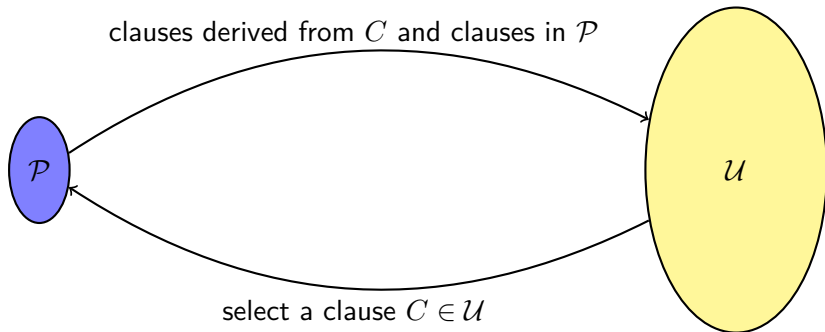 clauses derived from C and clauses in 𝒫
𝒫
𝒰
select a clause C ∈ 𝒰